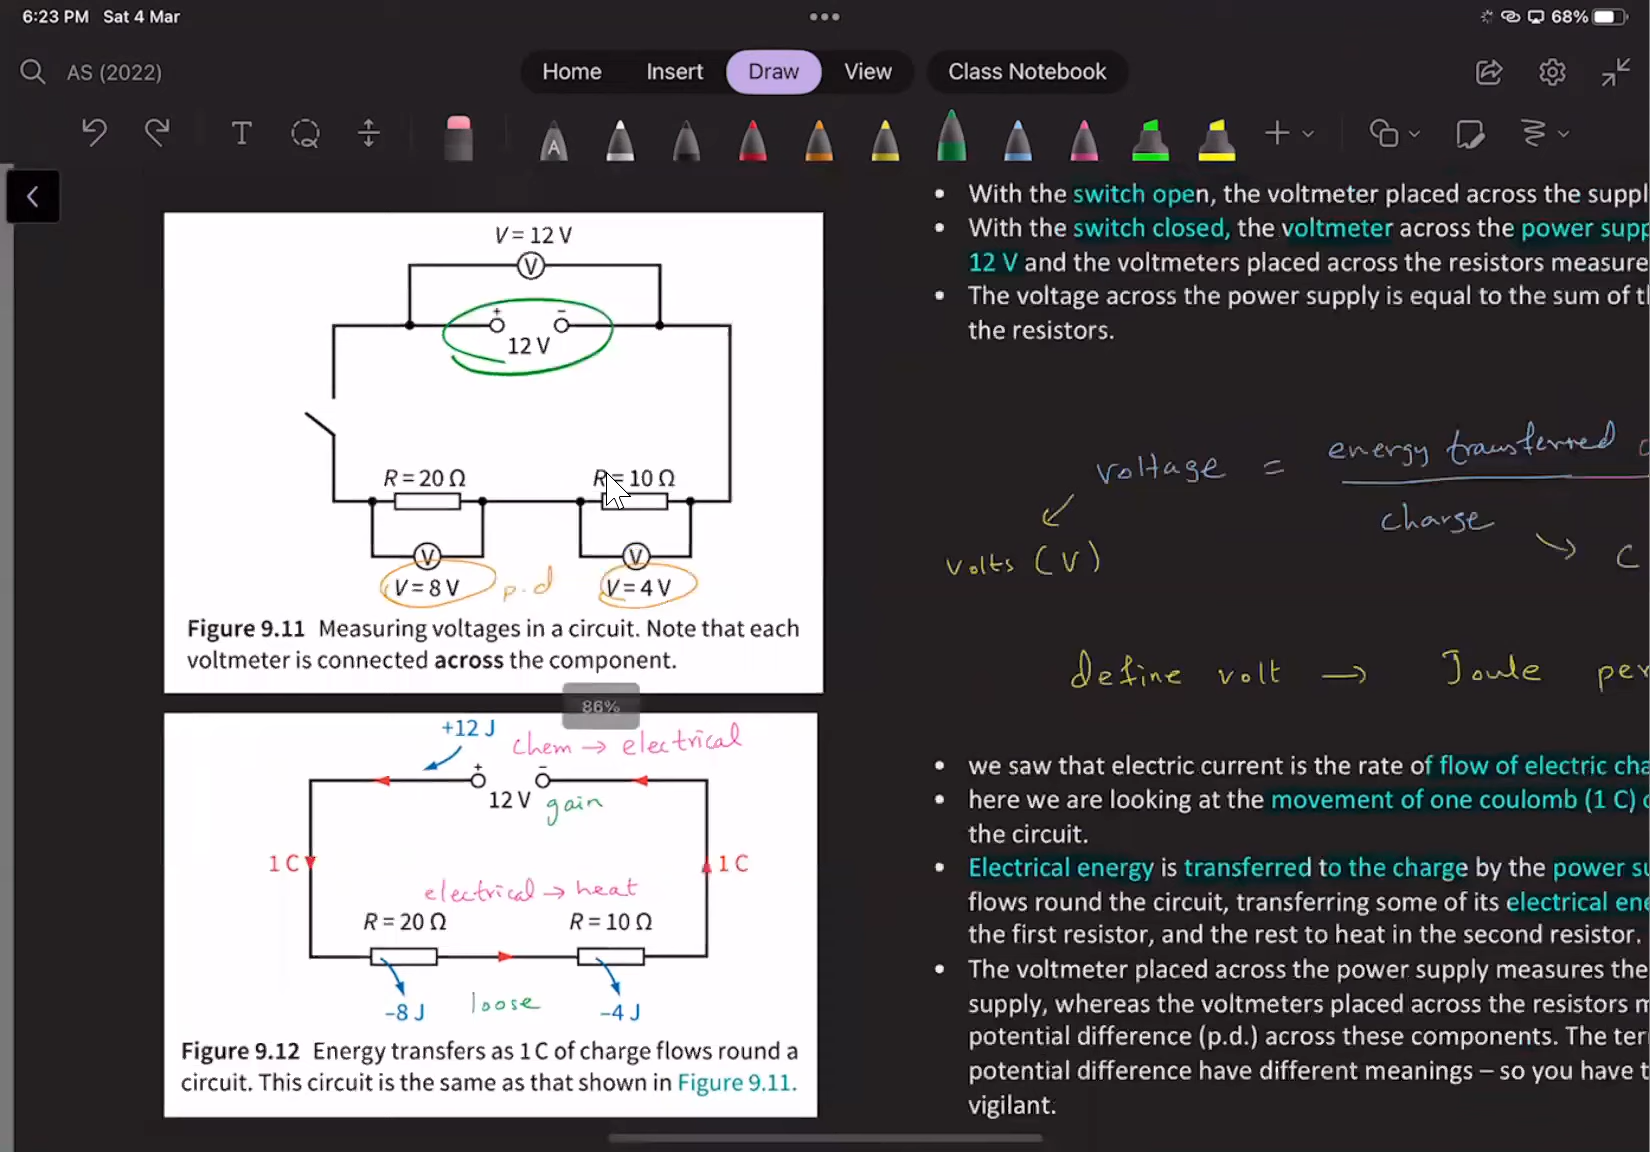 6:23 PM Sat 4 Mar
68%
AS (2022)
Home Insert Draw View Class Notebook
T
A
V = 12 V
V
+ −
12 V
R = 20 Ω R = 10 Ω
V V
V = 8 V p.d V = 4 V
Figure 9.11 Measuring voltages in a circuit. Note that each
voltmeter is connected across the component.
86%
+12 J chem → electrical
+ −
12 V gain
1 C 1 C
electrical → heat
R = 20 Ω R = 10 Ω
−8 J loose −4 J
Figure 9.12 Energy transfers as 1 C of charge flows round a
circuit. This circuit is the same as that shown in Figure 9.11.
• With the switch open, the voltmeter placed across the suppl
• With the switch closed, the voltmeter across the power supp
12 V and the voltmeters placed across the resistors measure
• The voltage across the power supply is equal to the sum of t
the resistors.
voltage = energy transferred
charge
volts (V) C
define volt → Joule per
• we saw that electric current is the rate of flow of electric cha
• here we are looking at the movement of one coulomb (1 C)
the circuit.
• Electrical energy is transferred to the charge by the power su
flows round the circuit, transferring some of its electrical ene
the first resistor, and the rest to heat in the second resistor.
• The voltmeter placed across the power supply measures the
supply, whereas the voltmeters placed across the resistors m
potential difference (p.d.) across these components. The ter
potential difference have different meanings – so you have t
vigilant.